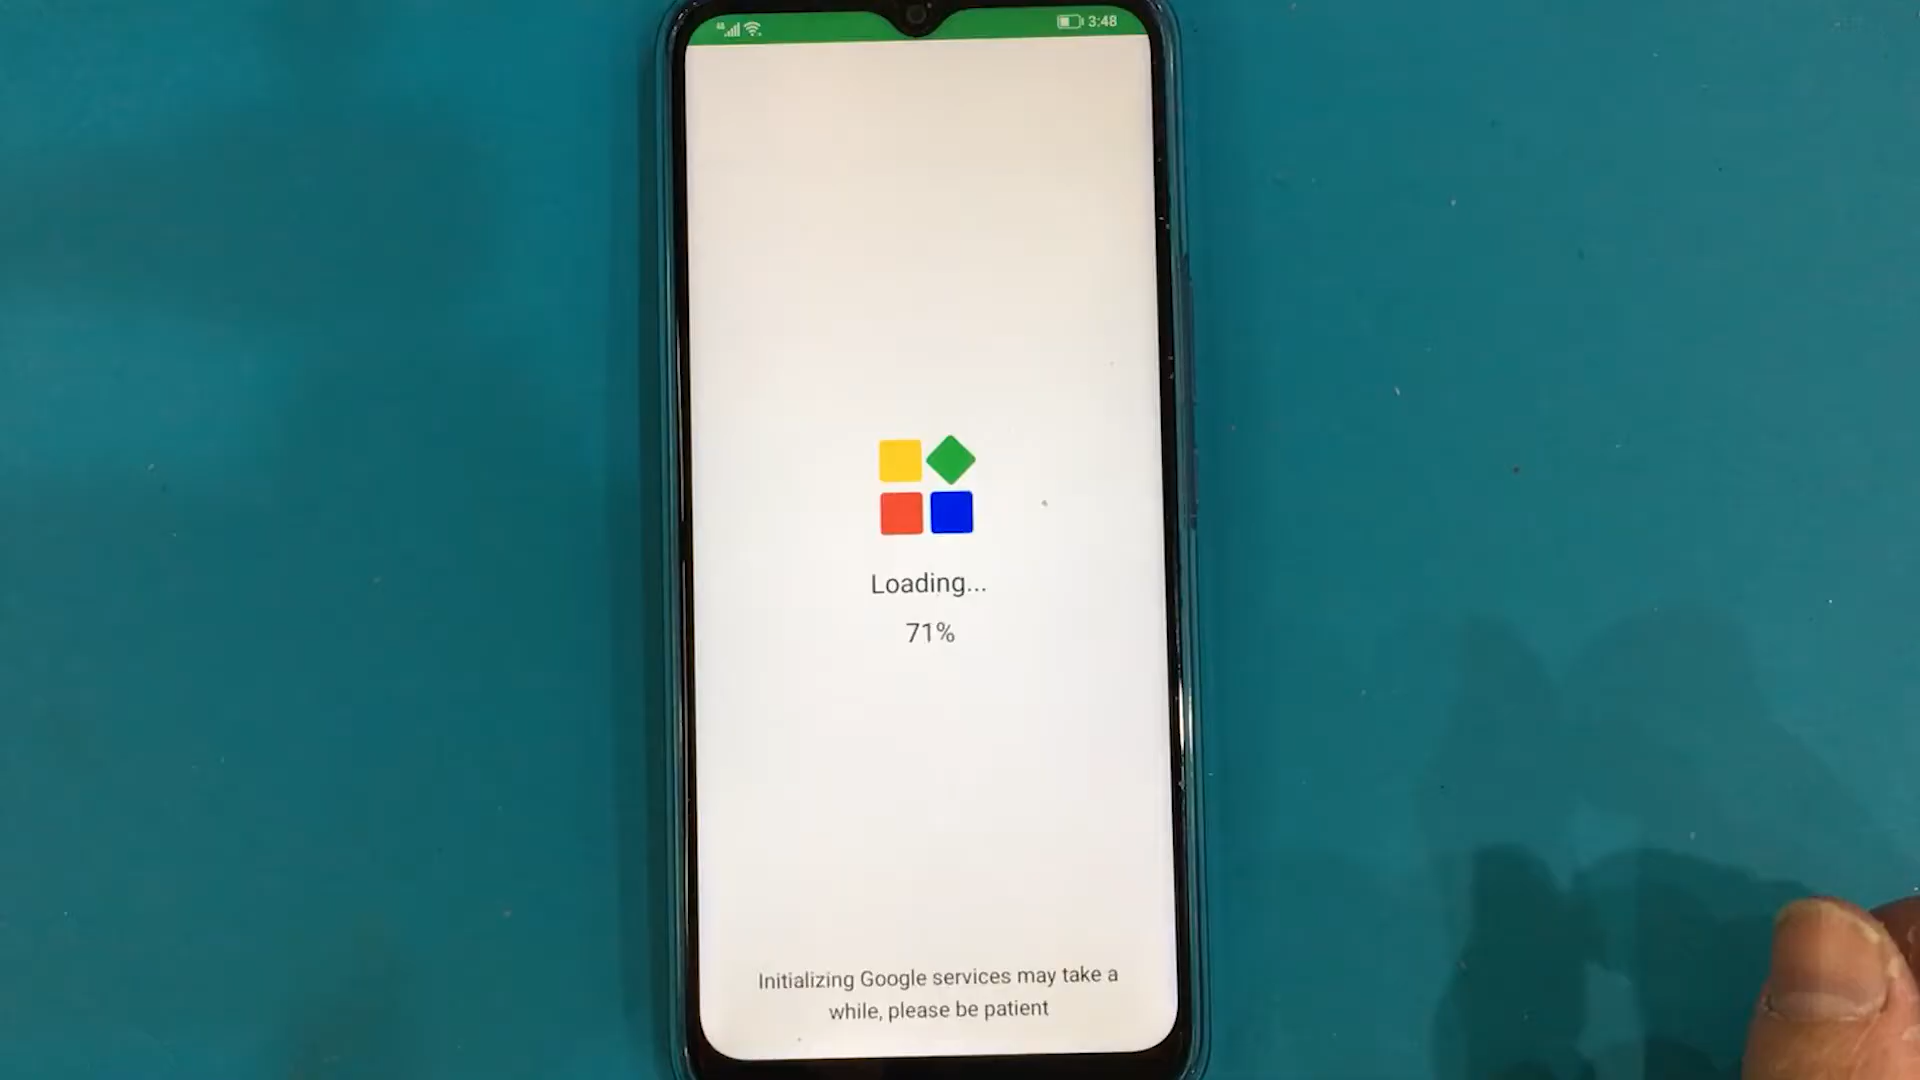 3:48
Loading...
71%
Initializing Google services may take a
while, please be patient